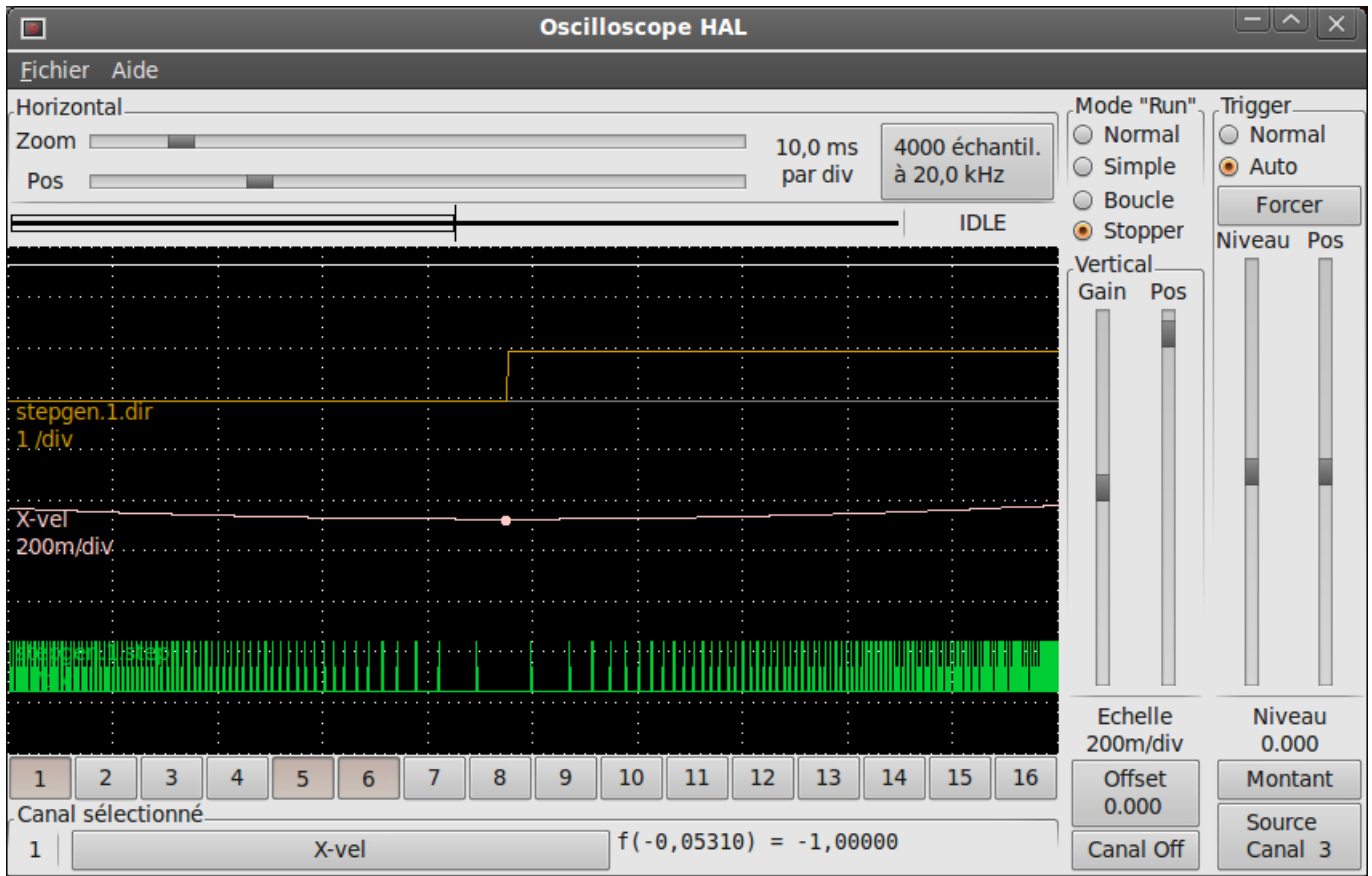 Oscilloscope HAL
Fichier Aide
Horizontal
Zoom
Pos
10,0 ms
par div
4000 échantil.
à 20,0 kHz
IDLE
Mode "Run"
Normal
Simple
Boucle
Stopper
Trigger
Normal
Auto
Forcer
Niveau Pos
Vertical
Gain Pos
stepgen.1.dir
1 /div
X-vel
200m/div
stepgen.1.step
Echelle
200m/div
Offset
0.000
Canal Off
Niveau
0.000
Montant
Source
Canal 3
1 2 3 4 5 6 7 8 9 10 11 12 13 14 15 16
Canal sélectionné
1 X-vel f(-0,05310) = -1,00000